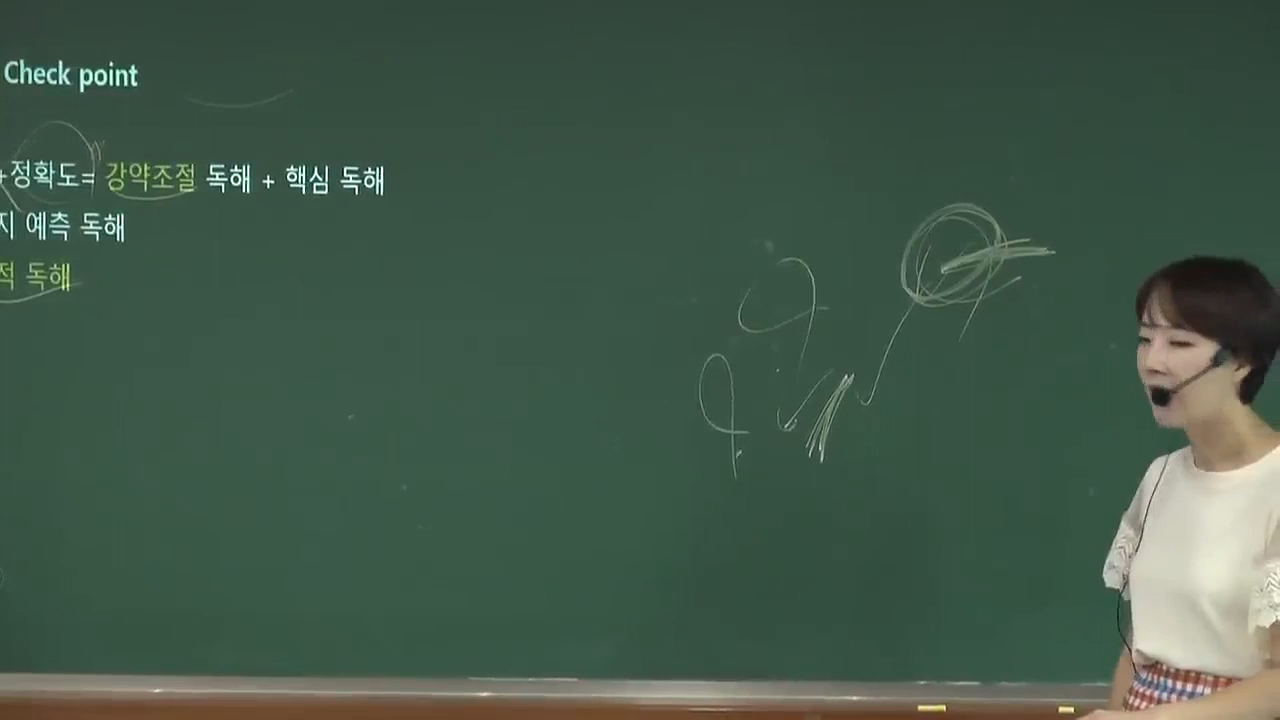 Check point
+정확도= 강약조절 독해 + 핵심 독해
지 예측 독해
적 독해